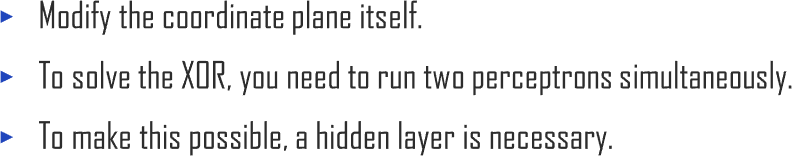 ▸ Modify the coordinate plane itself.
▸ To solve the XOR, you need to run two perceptrons simultaneously.
▸ To make this possible, a hidden layer is necessary.